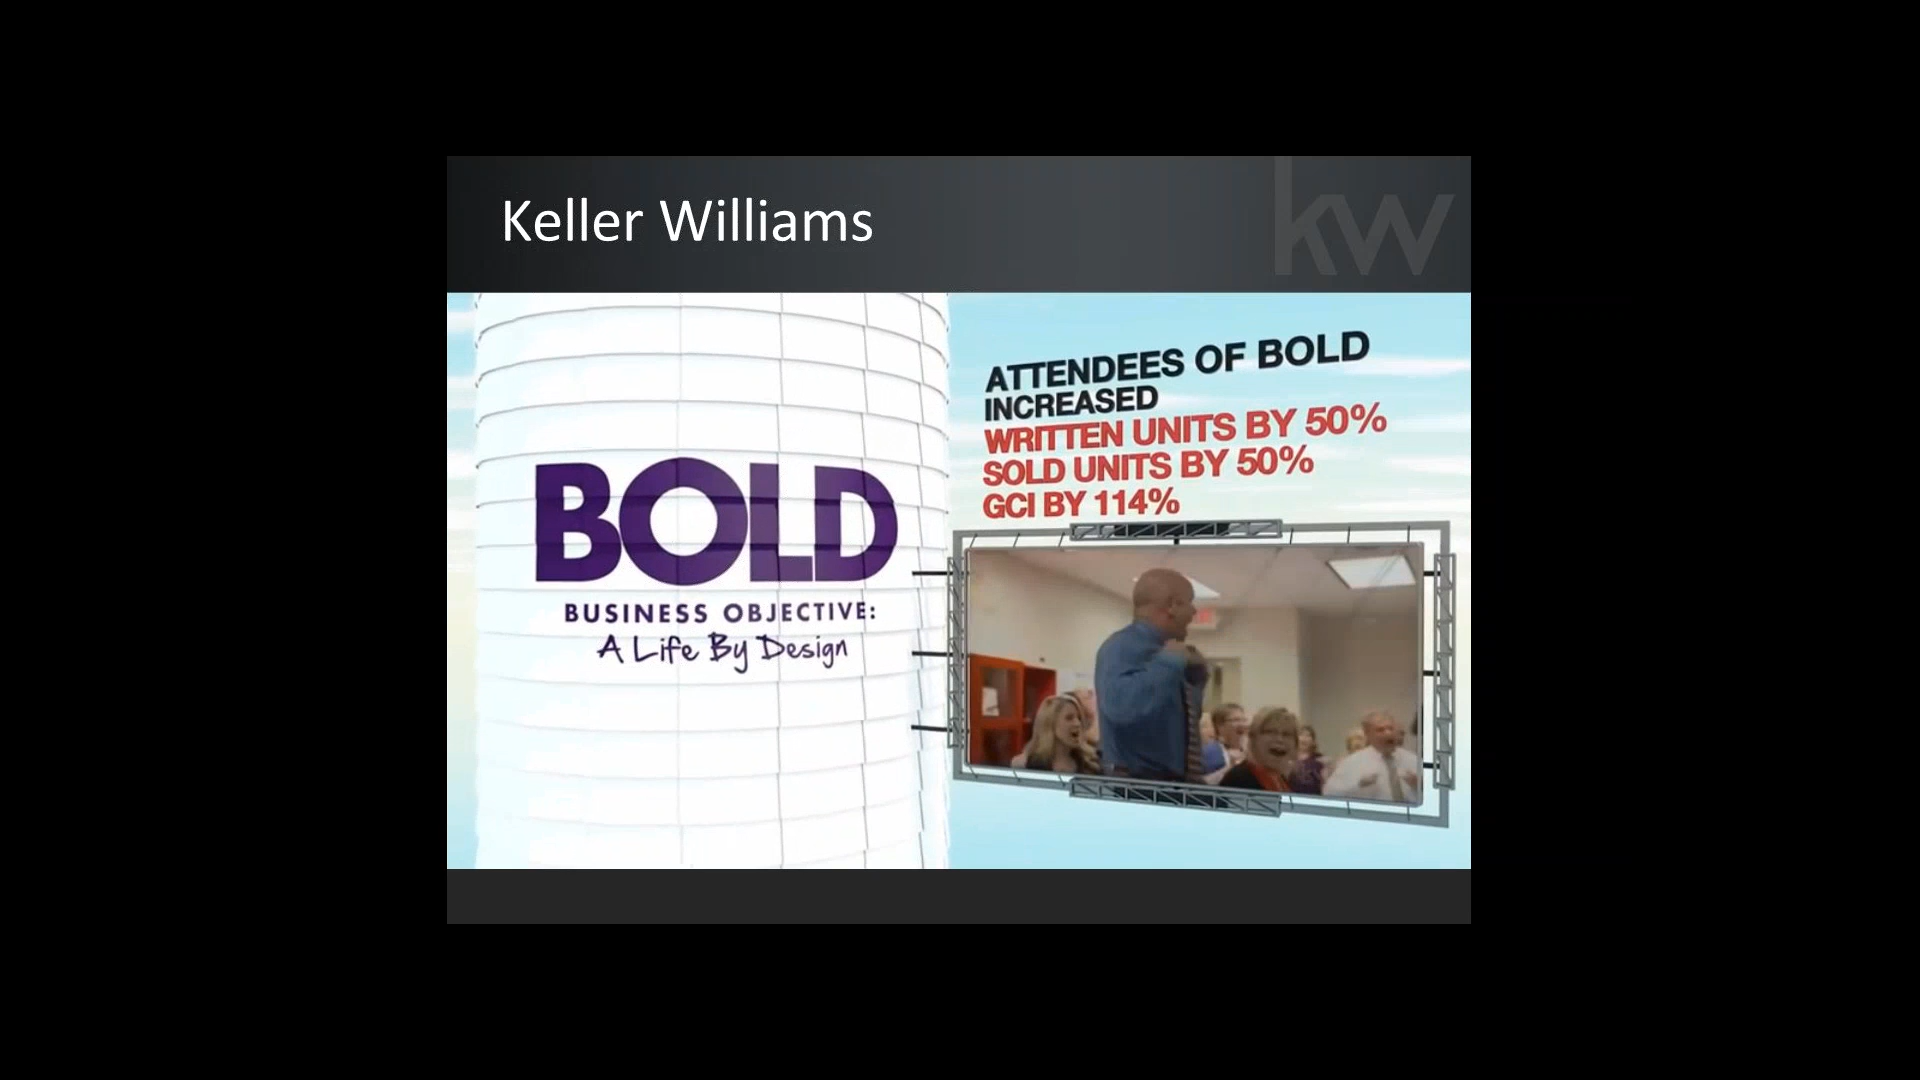 Keller Williams
kw
BOLD
BUSINESS OBJECTIVE:
A Life By Design
ATTENDEES OF BOLD
INCREASED
WRITTEN UNITS BY 50%
SOLD UNITS BY 50%
GCI BY 114%